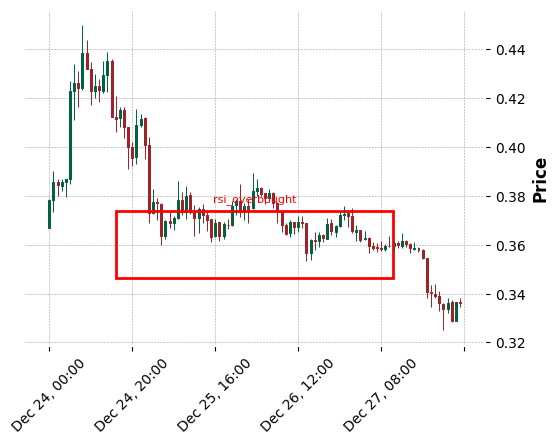 0.44
0.42
0.40
0.38
0.36
0.34
0.32
Price
rsi_overbought
Dec 24, 00:00
Dec 24, 20:00
Dec 25, 16:00
Dec 26, 12:00
Dec 27, 08:00